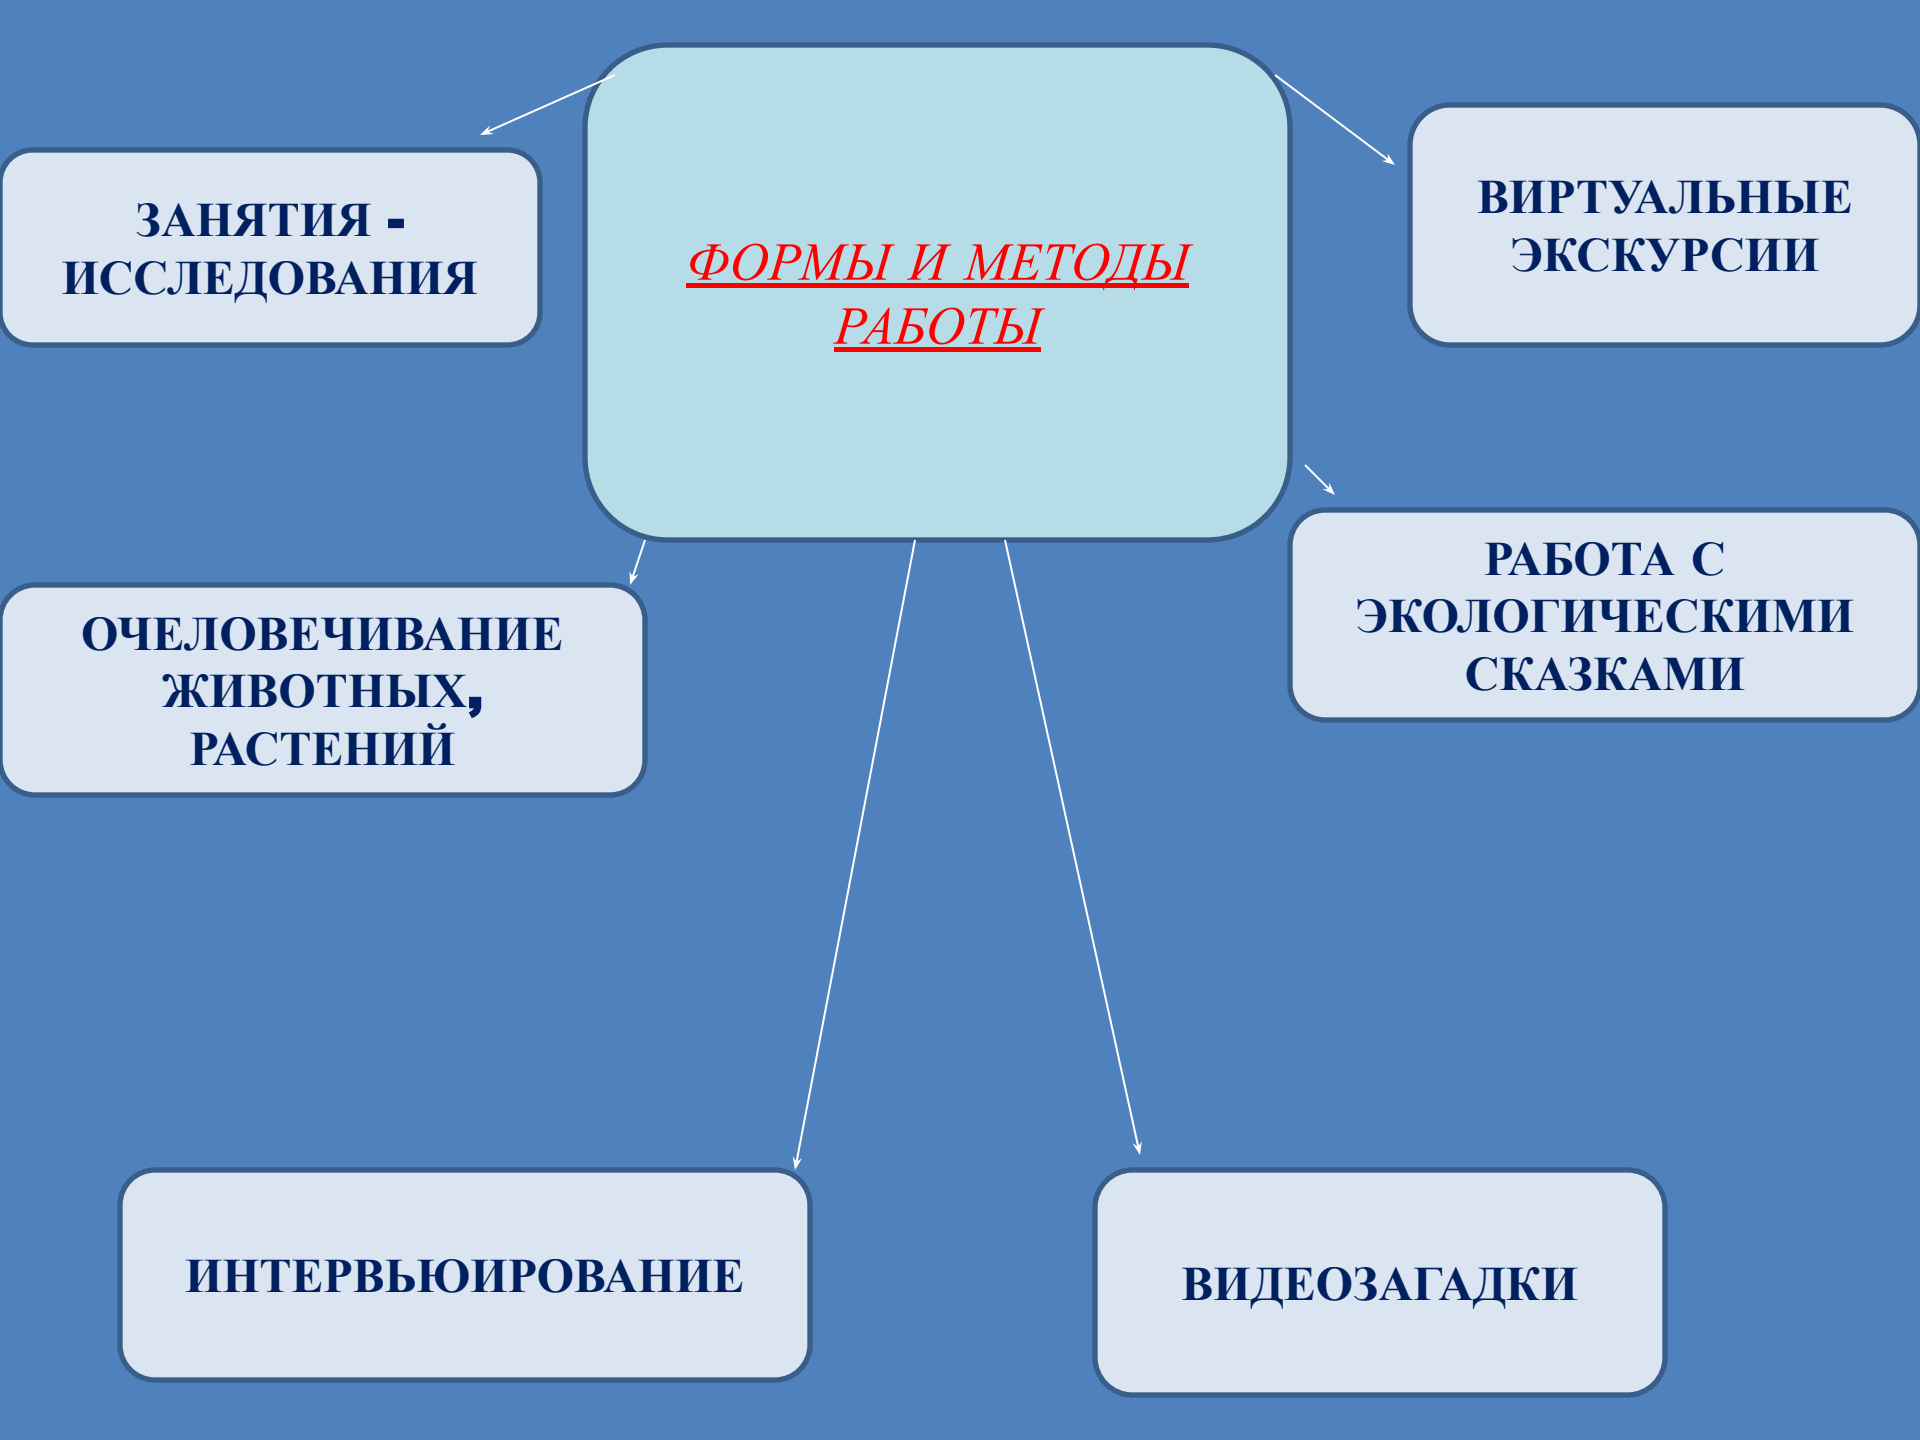 ФОРМЫ И МЕТОДЫ
РАБОТЫ
ЗАНЯТИЯ -
ИССЛЕДОВАНИЯ
ВИРТУАЛЬНЫЕ
ЭКСКУРСИИ
ОЧЕЛОВЕЧИВАНИЕ
ЖИВОТНЫХ,
РАСТЕНИЙ
РАБОТА С
ЭКОЛОГИЧЕСКИМИ
СКАЗКАМИ
ИНТЕРВЬЮИРОВАНИЕ
ВИДЕОЗАГАДКИ